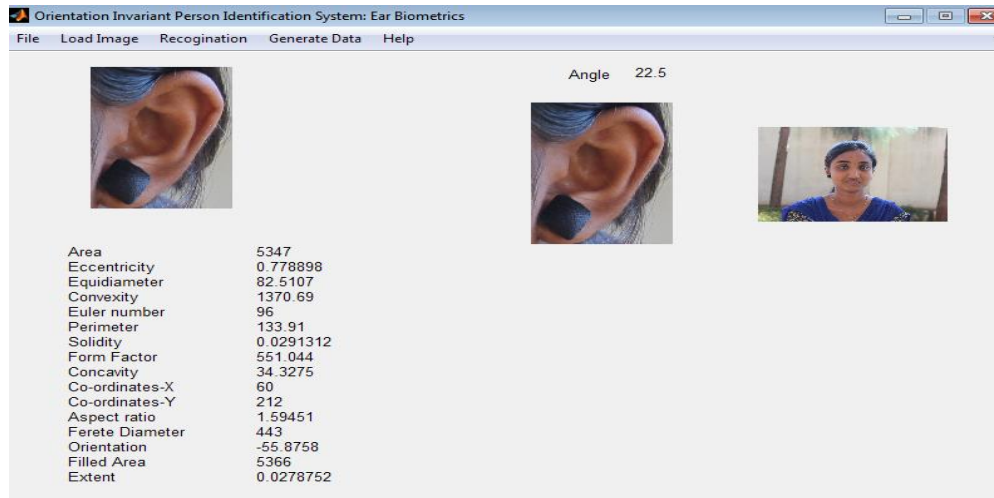 Orientation Invariant Person Identification System: Ear Biometrics
File Load Image Recogination Generate Data Help
Angle 22.5
Area 5347
Eccentricity 0.778898
Equidiameter 82.5107
Convexity 1370.69
Euler number 96
Perimeter 133.91
Solidity 0.0291312
Form Factor 551.044
Concavity 34.3275
Co-ordinates-X 60
Co-ordinates-Y 212
Aspect ratio 1.59451
Ferete Diameter 443
Orientation -55.8758
Filled Area 5366
Extent 0.0278752